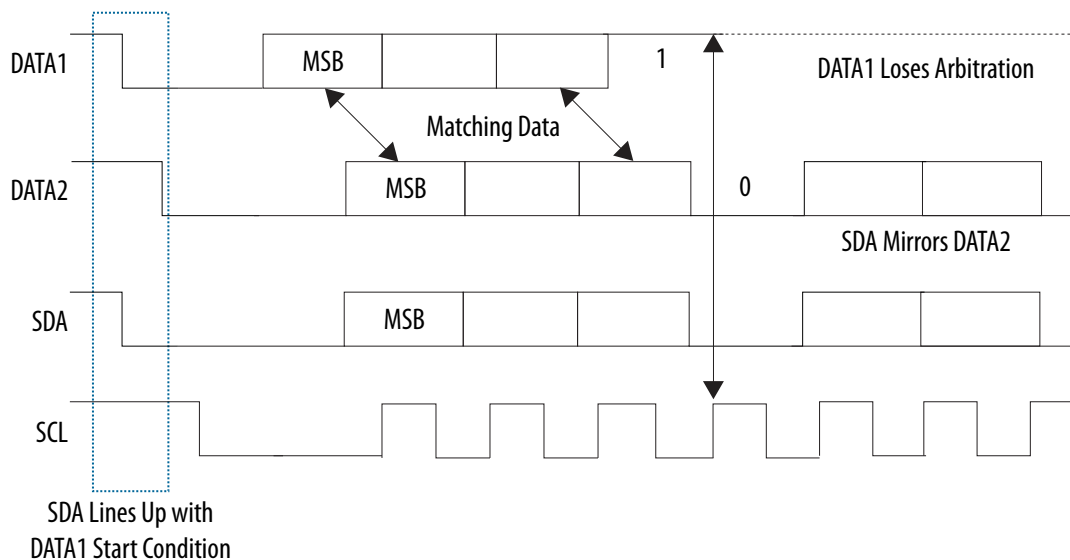 DATA1
MSB
1
DATA1 Loses Arbitration
Matching Data
DATA2
MSB
0
SDA Mirrors DATA2
SDA
MSB
SCL
SDA Lines Up with
DATA1 Start Condition